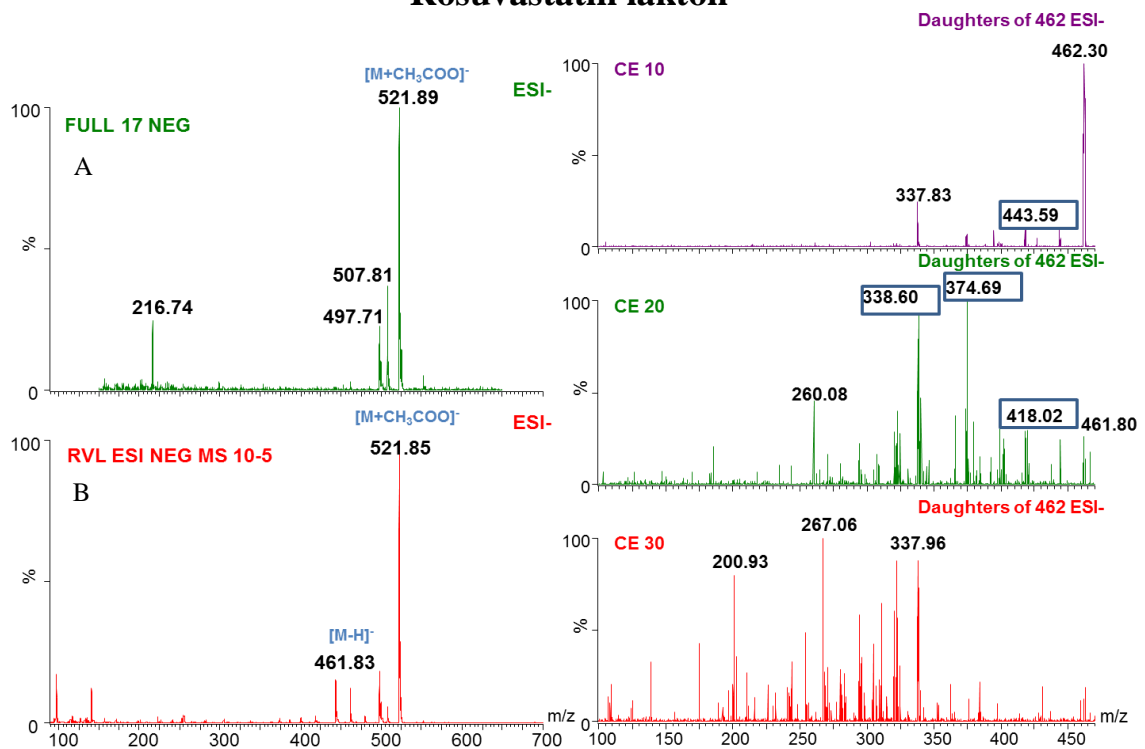 Rosuvastatin lakton
[M+CH₃COO]⁻
ESI-
521.89
100
FULL 17 NEG
A
%
507.81
497.71
216.74
0
[M+CH₃COO]⁻
ESI-
521.85
100
RVL ESI NEG MS 10-5
B
%
[M-H]⁻
461.83
0
m/z
100 200 300 400 500 600 700
Daughters of 462 ESI-
462.30
100
CE 10
%
337.83
443.59
0
Daughters of 462 ESI-
338.60
374.69
100
CE 20
%
260.08
418.02
461.80
0
Daughters of 462 ESI-
267.06
100
CE 30
337.96
200.93
%
0
m/z
100 150 200 250 300 350 400 450